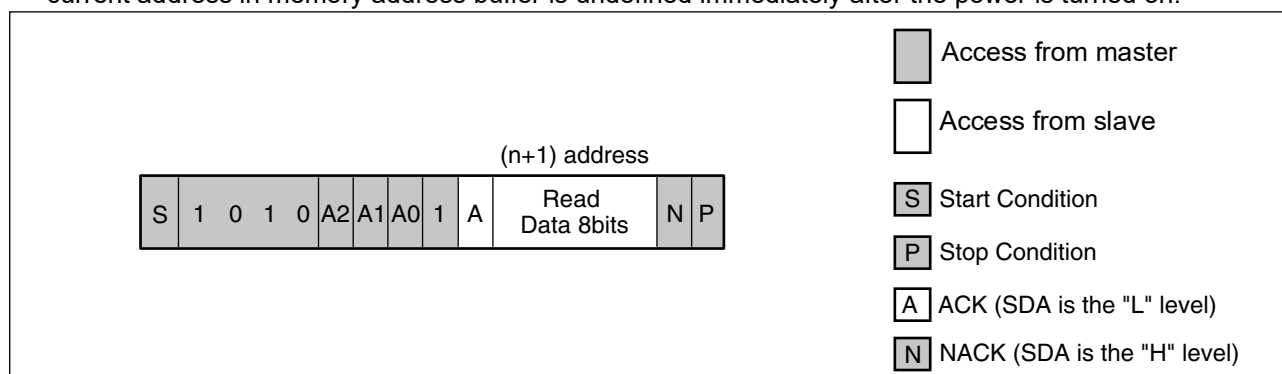 current address in memory address buffer is undefined immediately after the power is turned on.
Access from master
Access from slave
(n+1) address
S 1 0 1 0 A2 A1 A0 1 A Read Data 8bits N P
S Start Condition
P Stop Condition
A ACK (SDA is the "L" level)
N NACK (SDA is the "H" level)